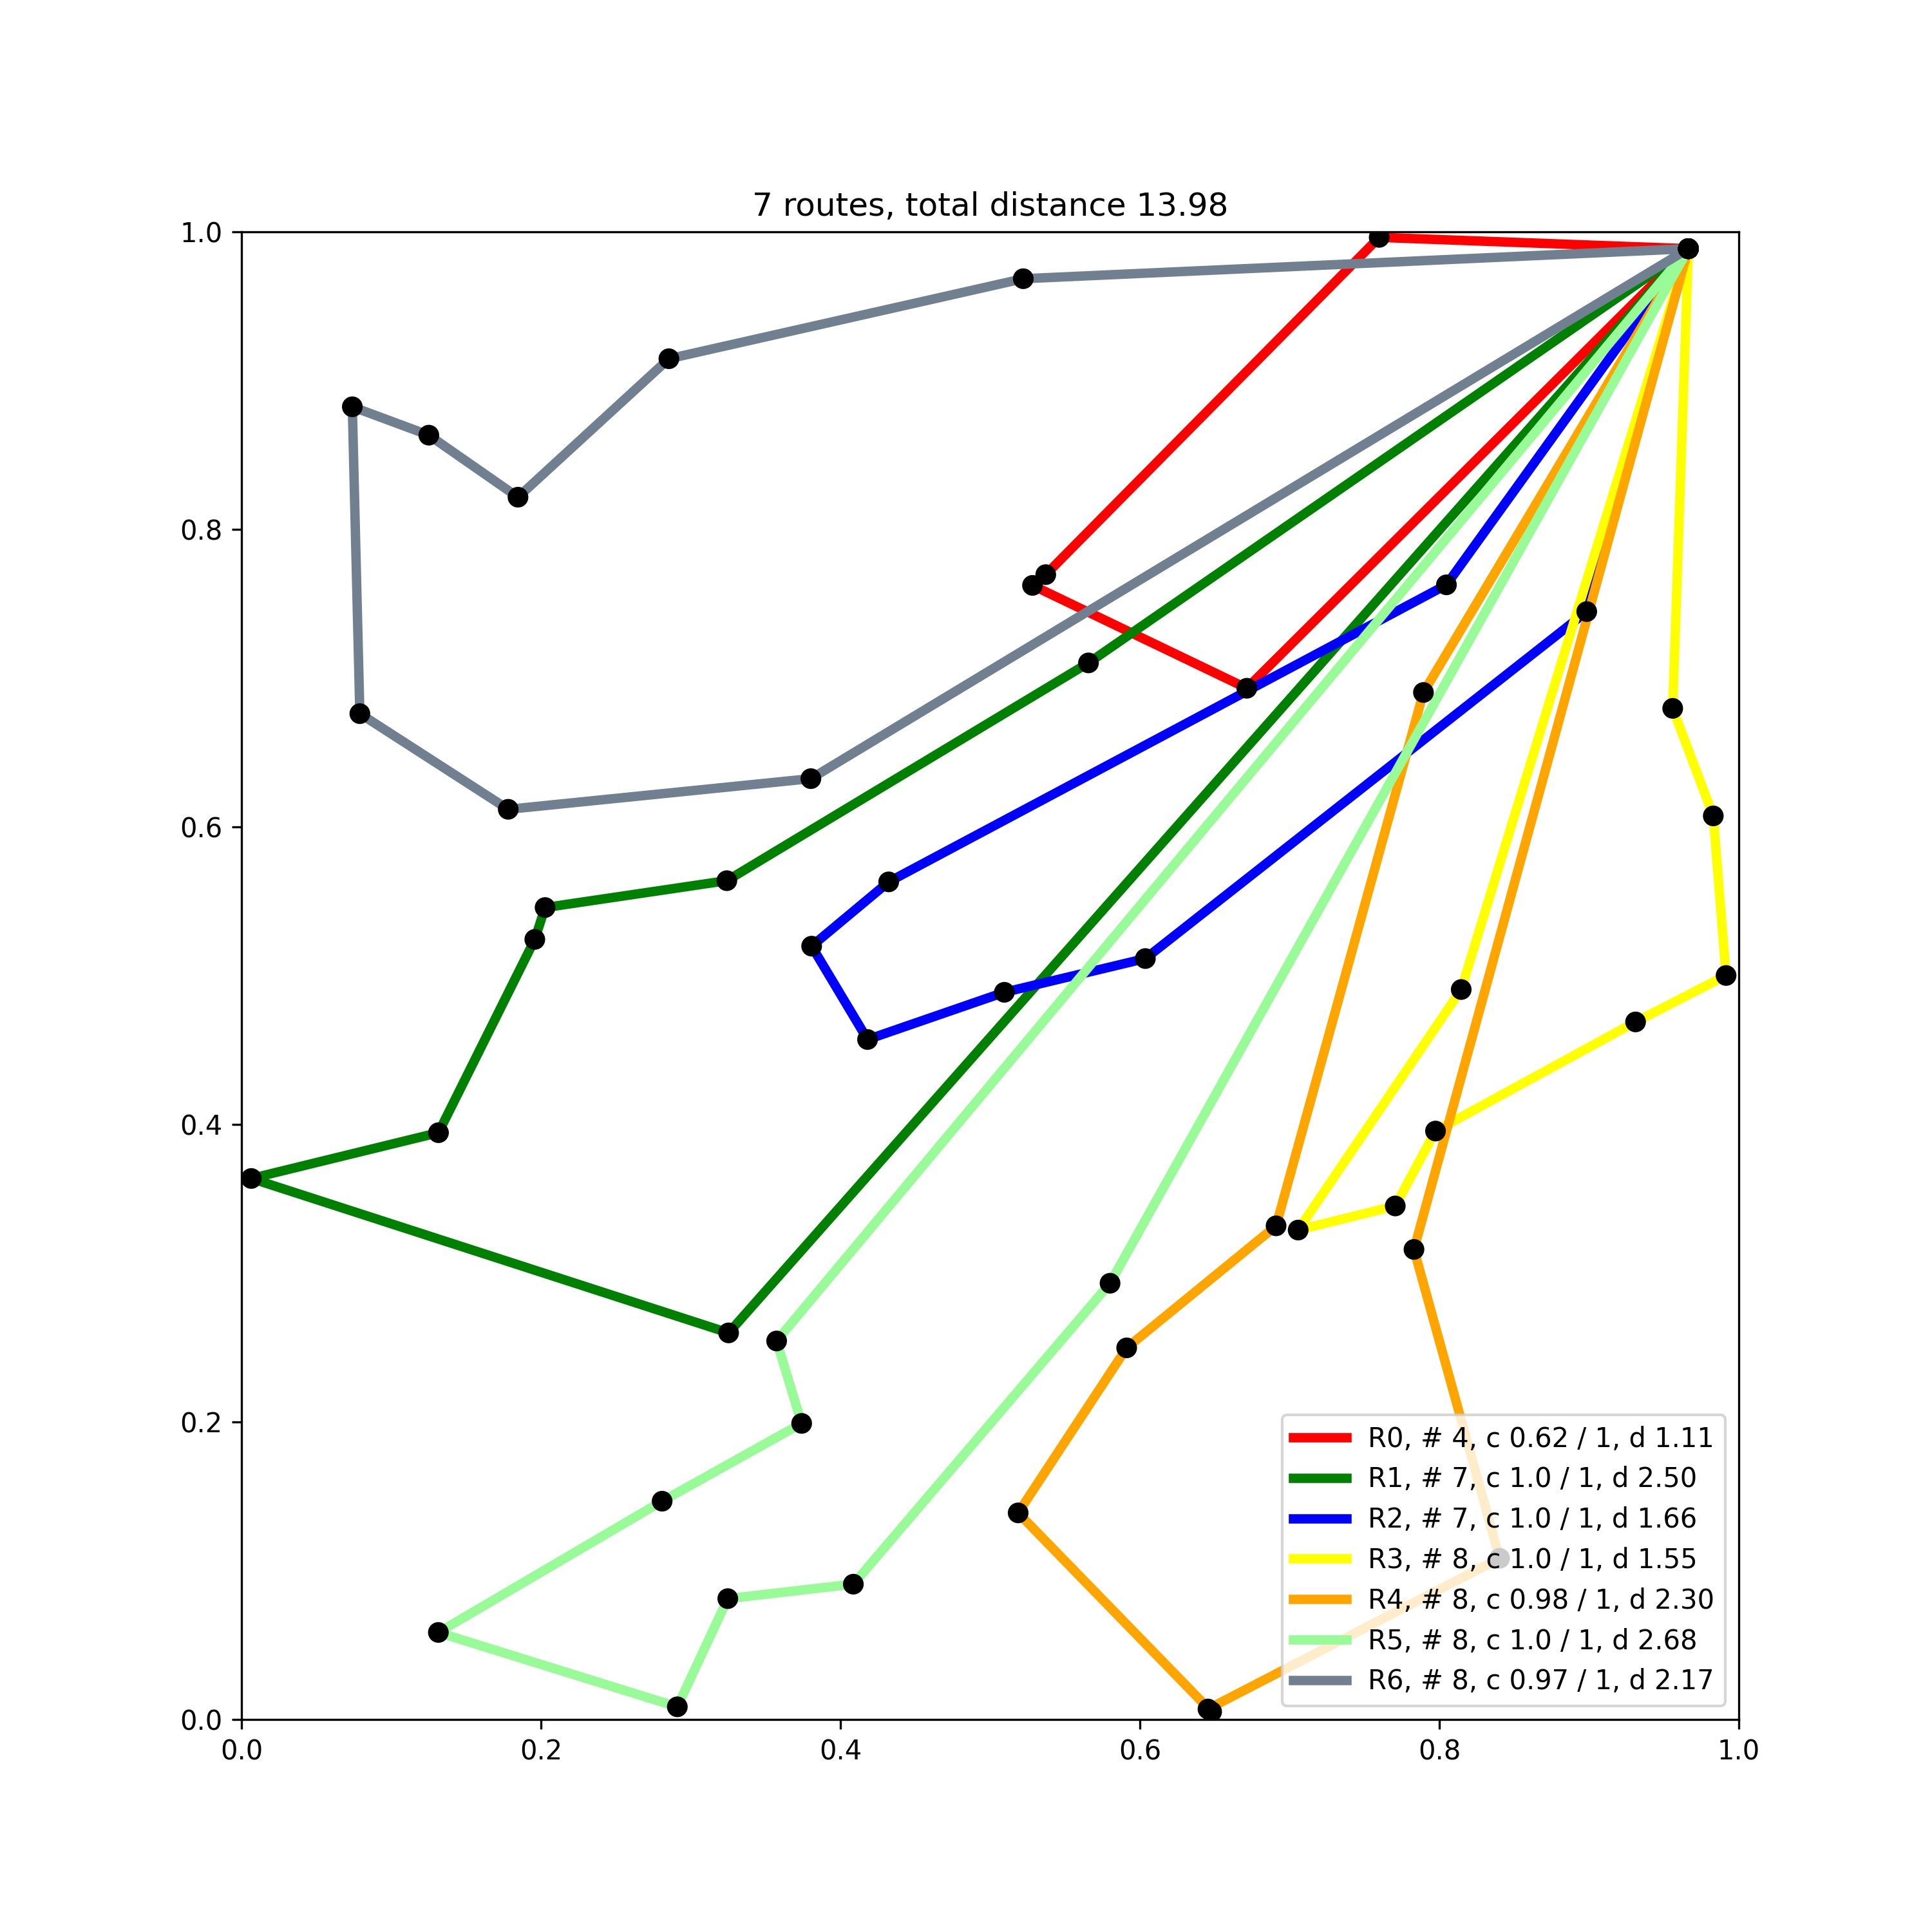 7 routes, total distance 13.98
1.0
0.8
0.6
0.4
0.2
0.0
0.0 0.2 0.4 0.6 0.8 1.0
R0, # 4, c 0.62 / 1, d 1.11
R1, # 7, c 1.0 / 1, d 2.50
R2, # 7, c 1.0 / 1, d 1.66
R3, # 8, c 1.0 / 1, d 1.55
R4, # 8, c 0.98 / 1, d 2.30
R5, # 8, c 1.0 / 1, d 2.68
R6, # 8, c 0.97 / 1, d 2.17